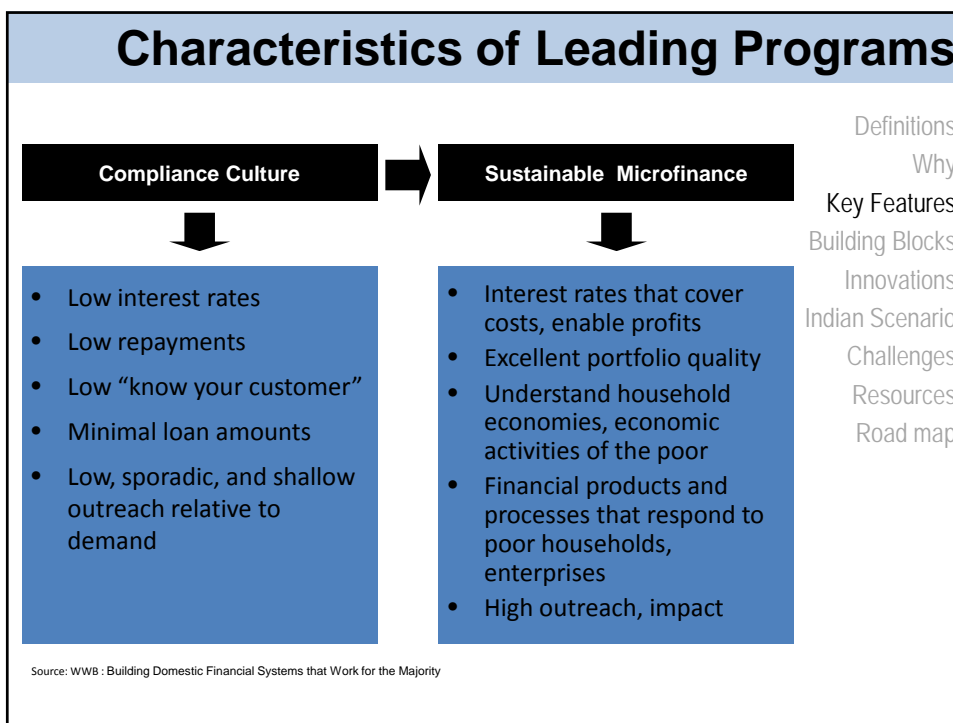 Characteristics of Leading Programs
Compliance Culture
Sustainable Microfinance
• Low interest rates
• Low repayments
• Low “know your customer”
• Minimal loan amounts
• Low, sporadic, and shallow
outreach relative to
demand
• Interest rates that cover
costs, enable profits
• Excellent portfolio quality
• Understand household
economies, economic
activities of the poor
• Financial products and
processes that respond to
poor households,
enterprises
• High outreach, impact
Definitions
Why
Key Features
Building Blocks
Innovations
Indian Scenario
Challenges
Resources
Road map
Source: WWB : Building Domestic Financial Systems that Work for the Majority